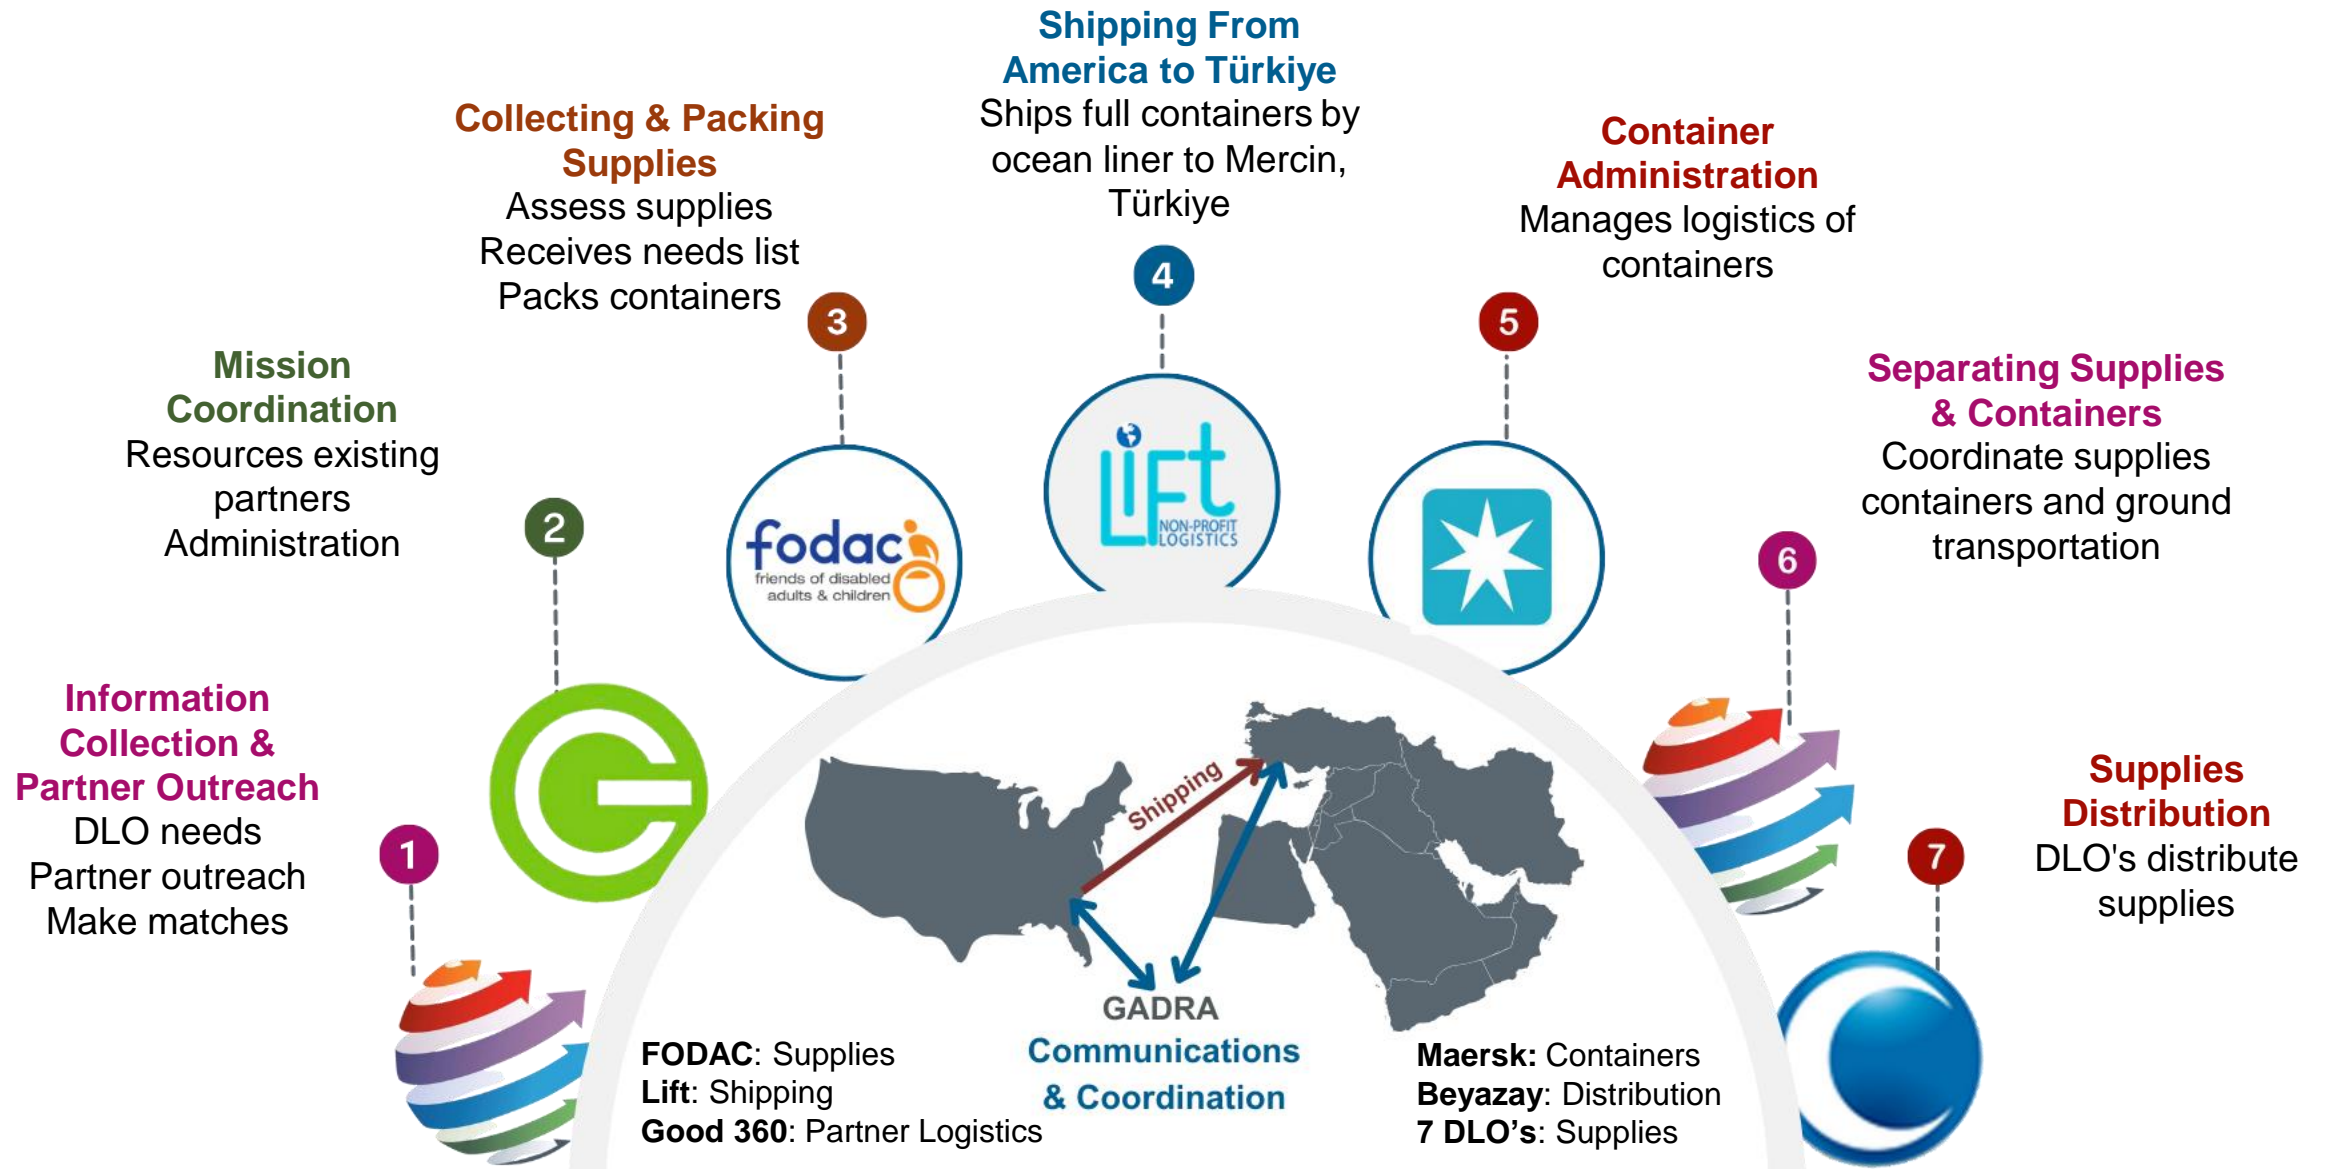 Information
Collection &
Partner Outreach
DLO needs
Partner outreach
Make matches
1
Mission
Coordination
Resources existing
partners
Administration
2
Collecting & Packing
Supplies
Assess supplies
Receives needs list
Packs containers
3
fodac
friends of disabled
adults & children
Shipping From
America to Türkiye
Ships full containers by
ocean liner to Mercin,
Türkiye
4
LiFt
NON-PROFIT
LOGISTICS
Container
Administration
Manages logistics of
containers
5
Separating Supplies
& Containers
Coordinate supplies
containers and ground
transportation
6
Supplies
Distribution
DLO's distribute
supplies
7
Shipping
GADRA
Communications
& Coordination
FODAC: Supplies
Lift: Shipping
Good 360: Partner Logistics
Maersk: Containers
Beyazay: Distribution
7 DLO’s: Supplies